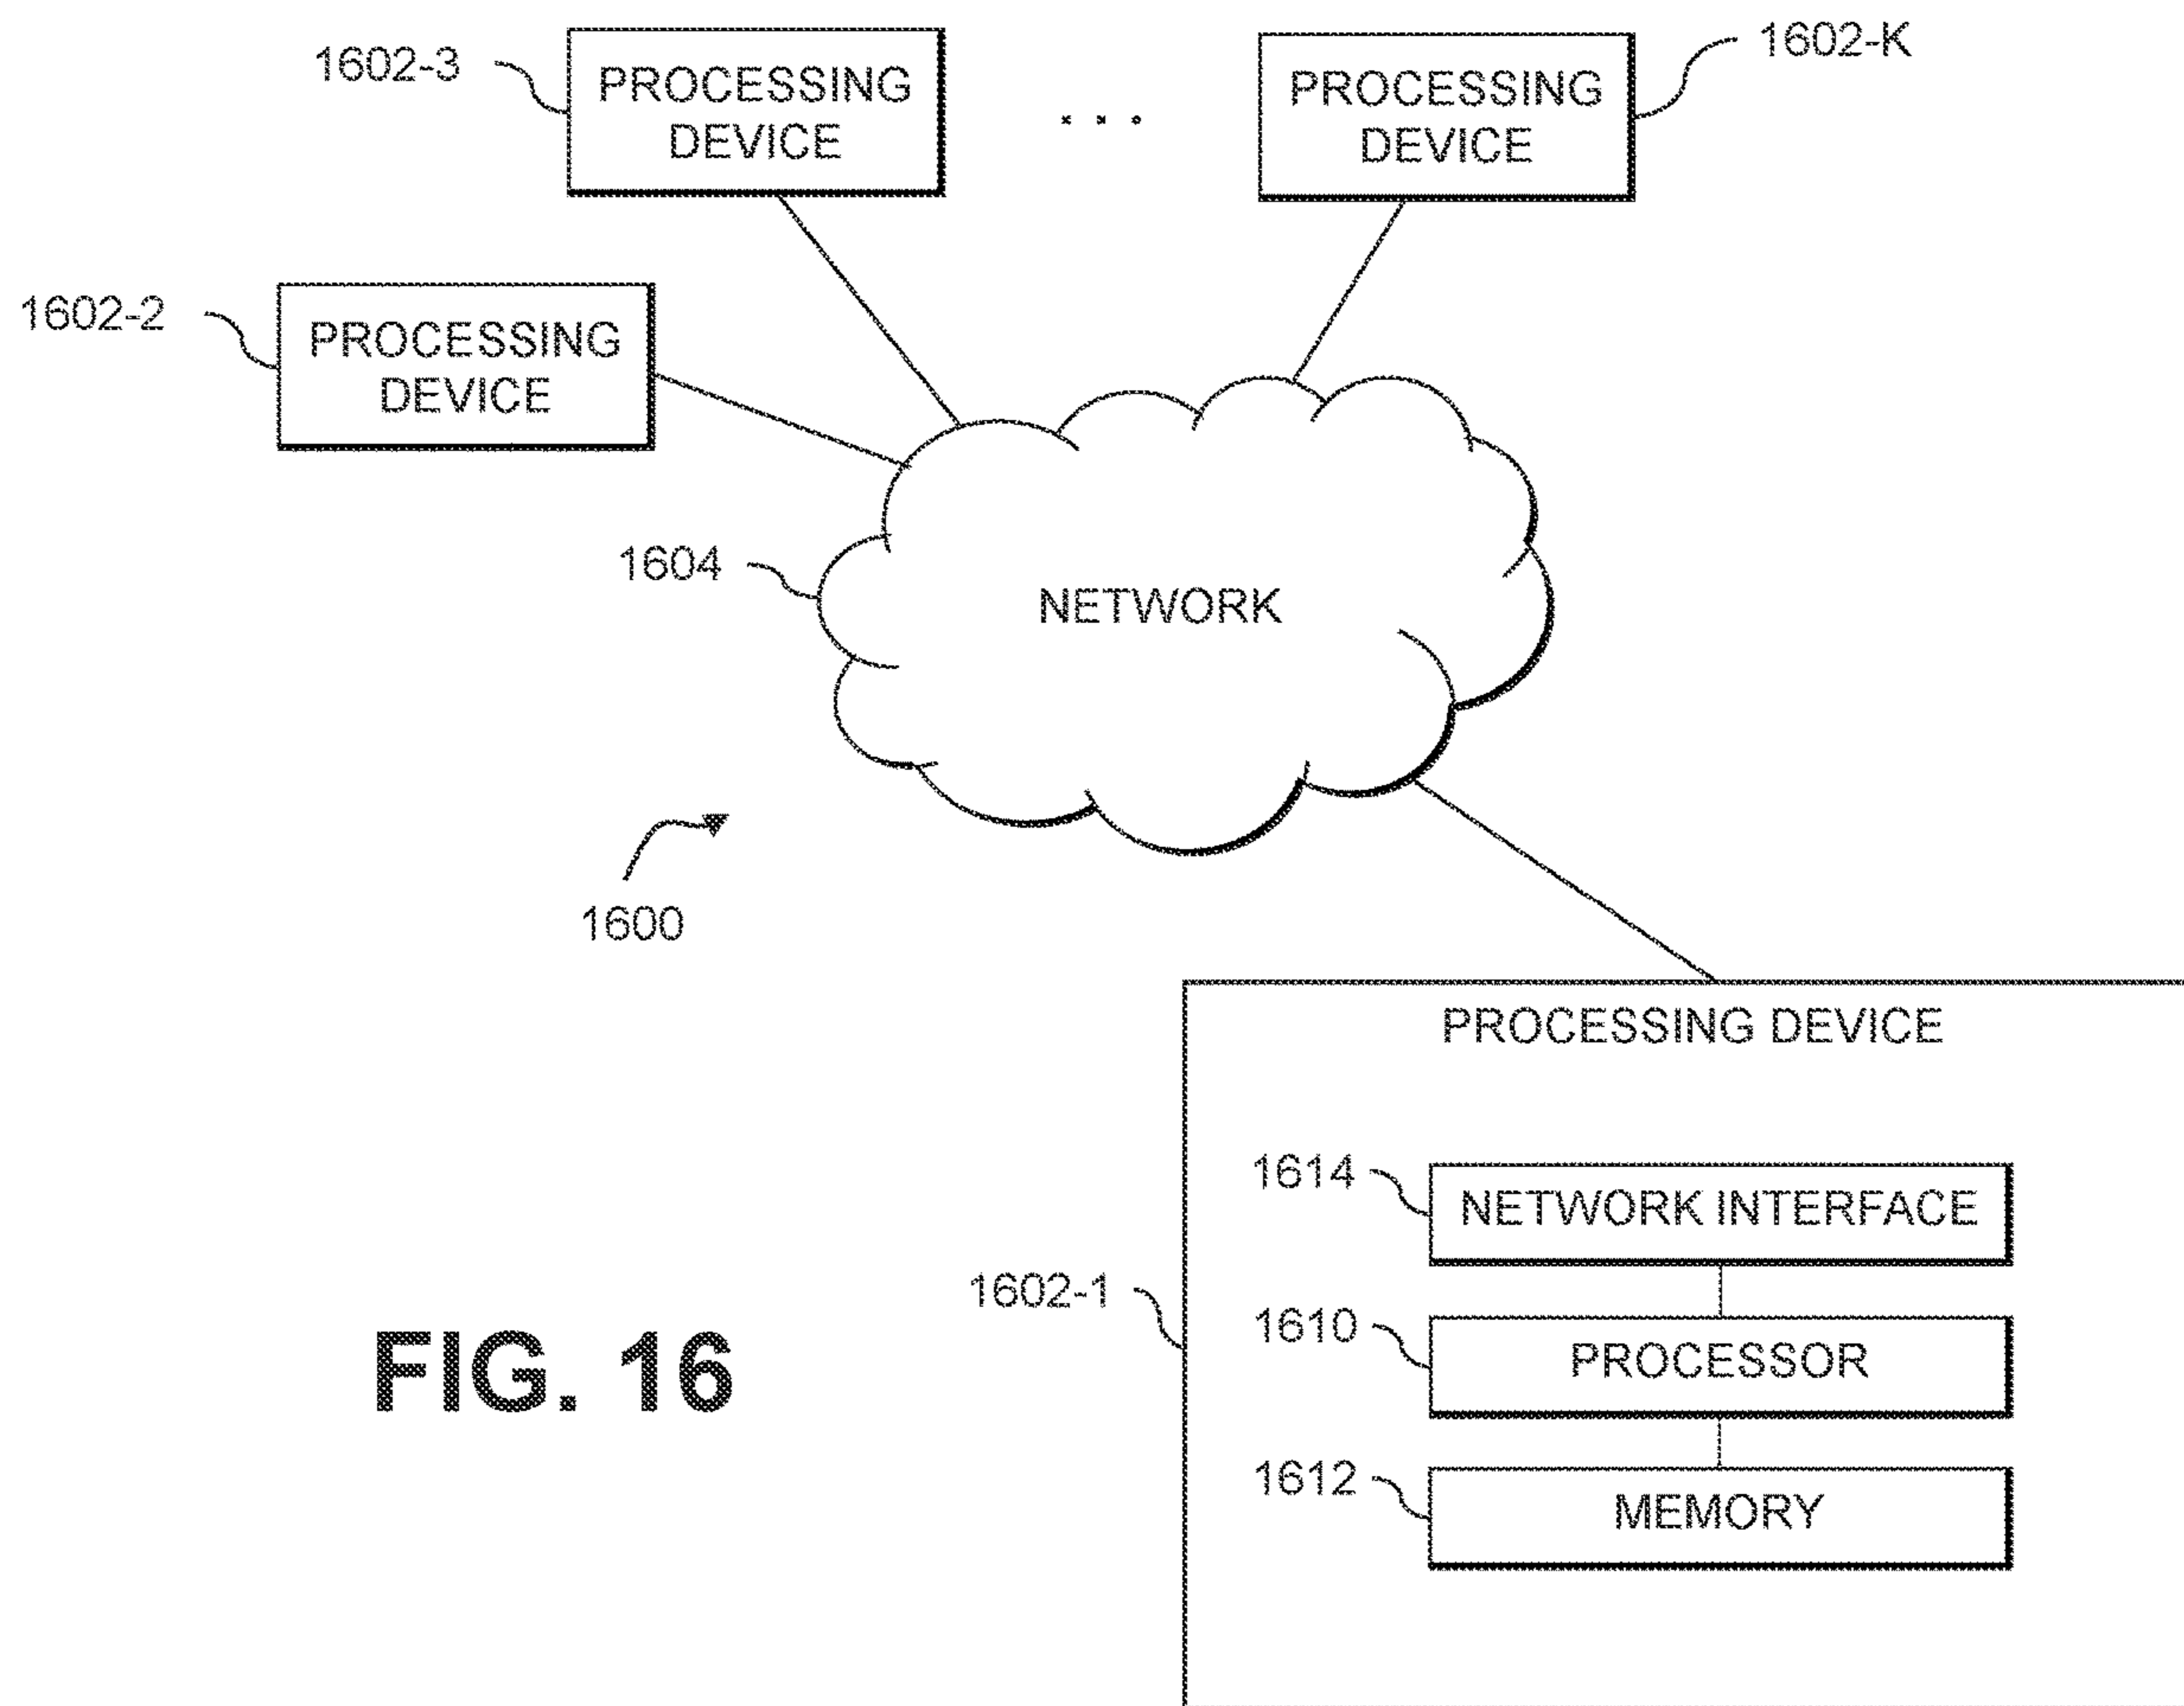 1602-3
PROCESSING
DEVICE
. . .
PROCESSING
DEVICE
1602-K
1602-2
PROCESSING
DEVICE
1604
NETWORK
1600
PROCESSING DEVICE
1614
NETWORK INTERFACE
1602-1
1610
PROCESSOR
1612
MEMORY
FIG. 16